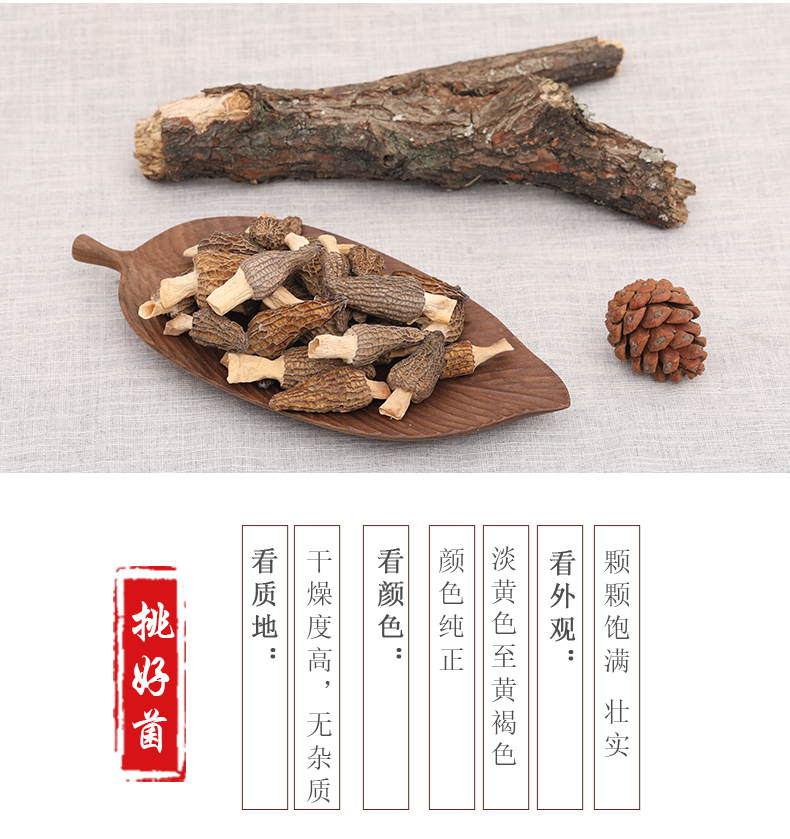 挑好菌
看质地：
干燥度高，无杂质
看颜色：
颜色纯正
淡黄色至黄褐色
看外观：
颗颗饱满 壮实